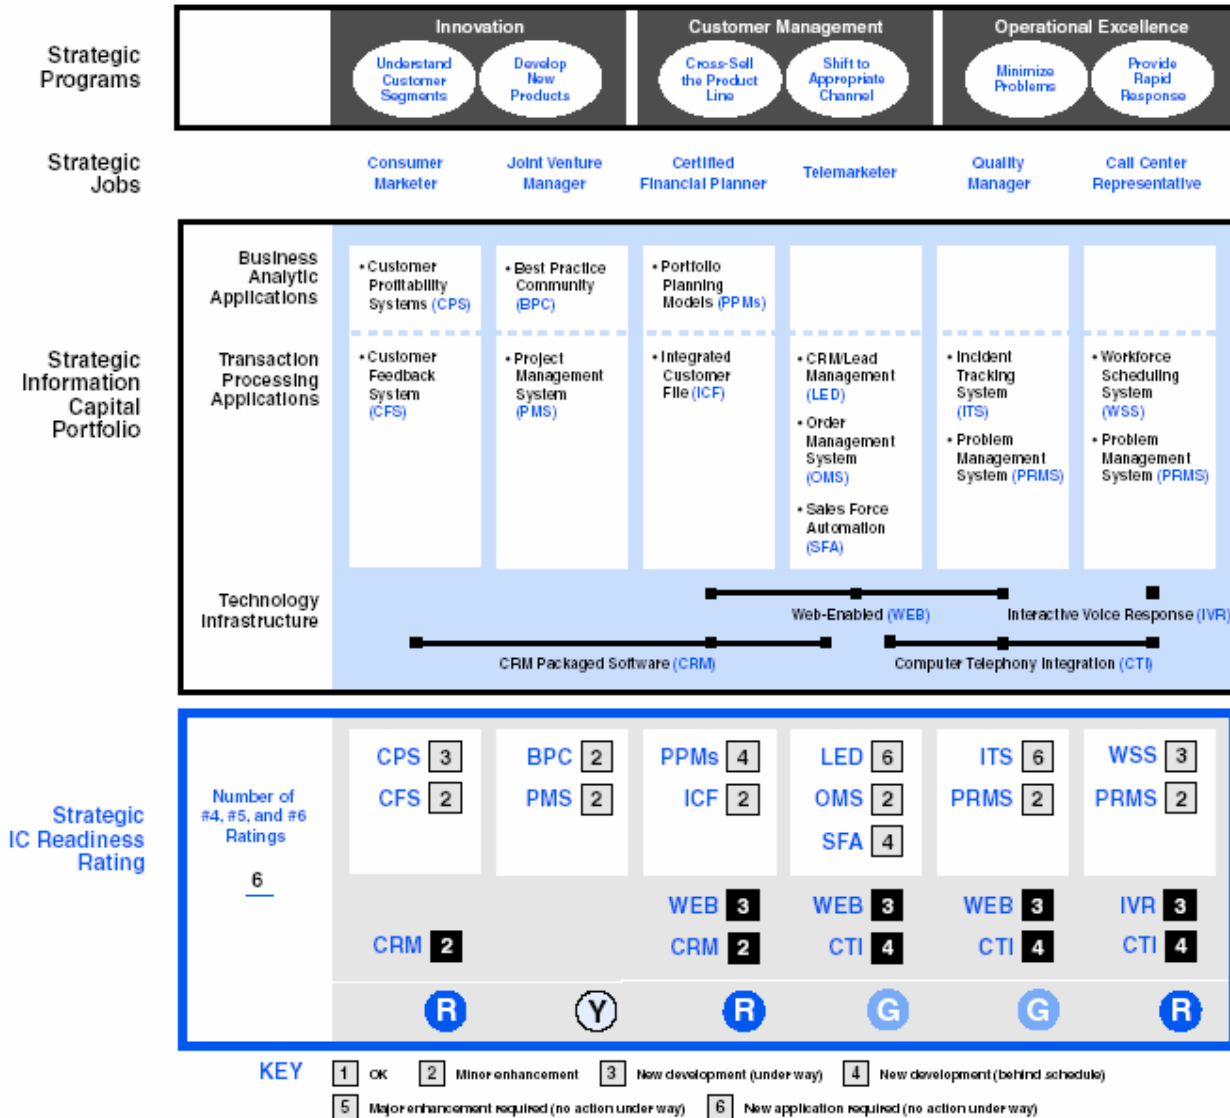 Strategic
Programs
Innovation
Understand
Customer
Segments
Develop
New
Products
Customer Management
Cross-Sell
the Product
Line
Shift to
Appropriate
Channel
Operational Excellence
Minimize
Problems
Provide
Rapid
Response
Strategic
Jobs
Consumer
Marketer
Joint Venture
Manager
Certified
Financial Planner
Telemarketer
Quality
Manager
Call Center
Representative
Strategic
Information
Capital
Portfolio
Business
Analytic
Applications
• Customer
Profitability
Systems (CPS)
• Best Practice
Community
(BPC)
• Portfolio
Planning
Models (PPMs)
Transaction
Processing
Applications
• Customer
Feedback
System
(CFS)
• Project
Management
System
(PMS)
• Integrated
Customer
File (ICF)
• CRM/Lead
Management
(LED)
• Order
Management
System
(OMS)
• Sales Force
Automation
(SFA)
• Incident
Tracking
System
(ITS)
• Problem
Management
System (PRMS)
• Workforce
Scheduling
System
(WSS)
• Problem
Management
System (PRMS)
Technology
Infrastructure
Web-Enabled (WEB)
Interactive Voice Response (IVR)
CRM Packaged Software (CRM)
Computer Telephony Integration (CTI)
Strategic
IC Readiness
Rating
Number of
#4, #5, and #6
Ratings
6
CPS 3
CFS 2
BPC 2
PMS 2
PPMs 4
ICF 2
LED 6
OMS 2
SFA 4
ITS 6
PRMS 2
WSS 3
PRMS 2
WEB 3
WEB 3
WEB 3
IVR 3
CRM 2
CRM 2
CTI 4
CTI 4
CTI 4
R
Y
R
G
G
R
KEY
1 OK
2 Minor enhancement
3 New development (under way)
4 New development (behind schedule)
5 Major enhancement required (no action under way)
6 New application required (no action under way)